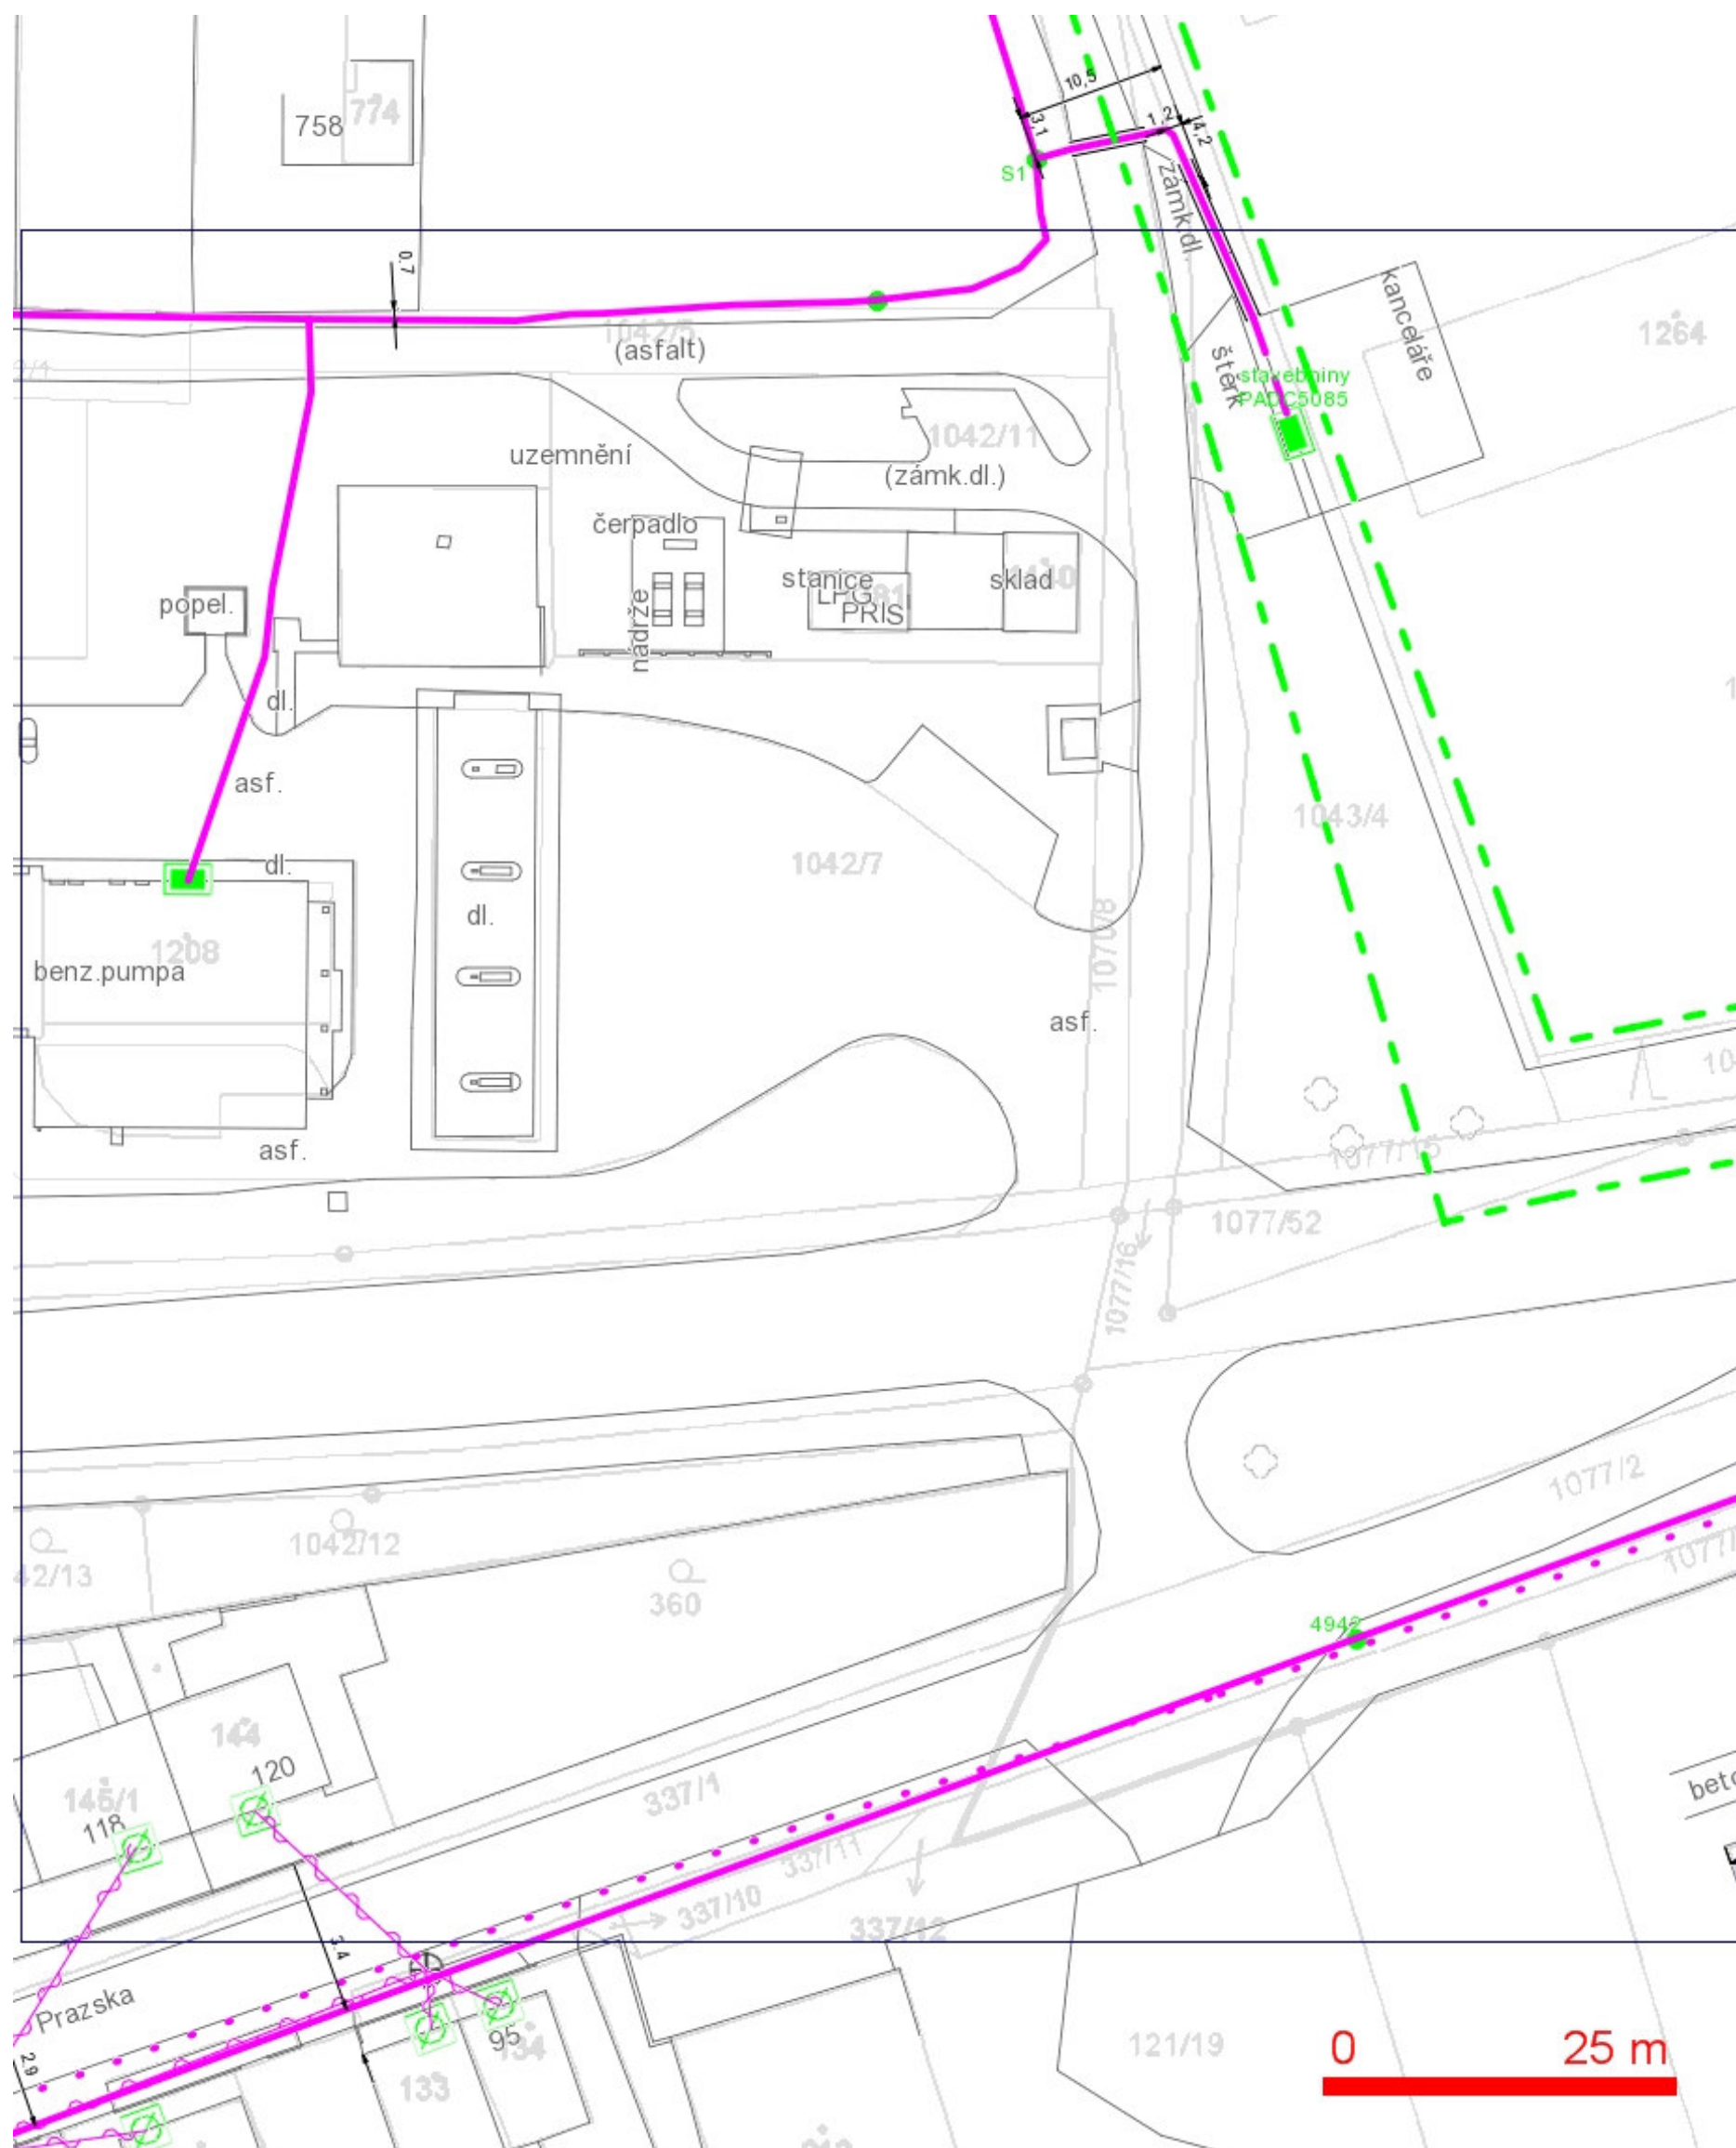 10,5
774
758
3,1
1,2
4,2
S1
zámk.dl.
0.7
kanceláře
1042/5
(asfalt)
1264
štěrk
stavebniny
PADC5085
1042/11
uzemnění
(zámk.dl.)
čerpadlo
stanice
sklad
LPG
PRIS
popel.
nádrže
dl.
asf.
1043/4
1042/7
dl.
dl.
1070/8
1208
benz.pumpa
asf.
asf.
1077/15
1077/52
1077/16
1077/2
1042/12
42/13
360
4942
144
120
145/1
118
337/1
337/11
337/10
337/12
3.4
Prazska
95
134
2.9
133
121/19
0 25 m